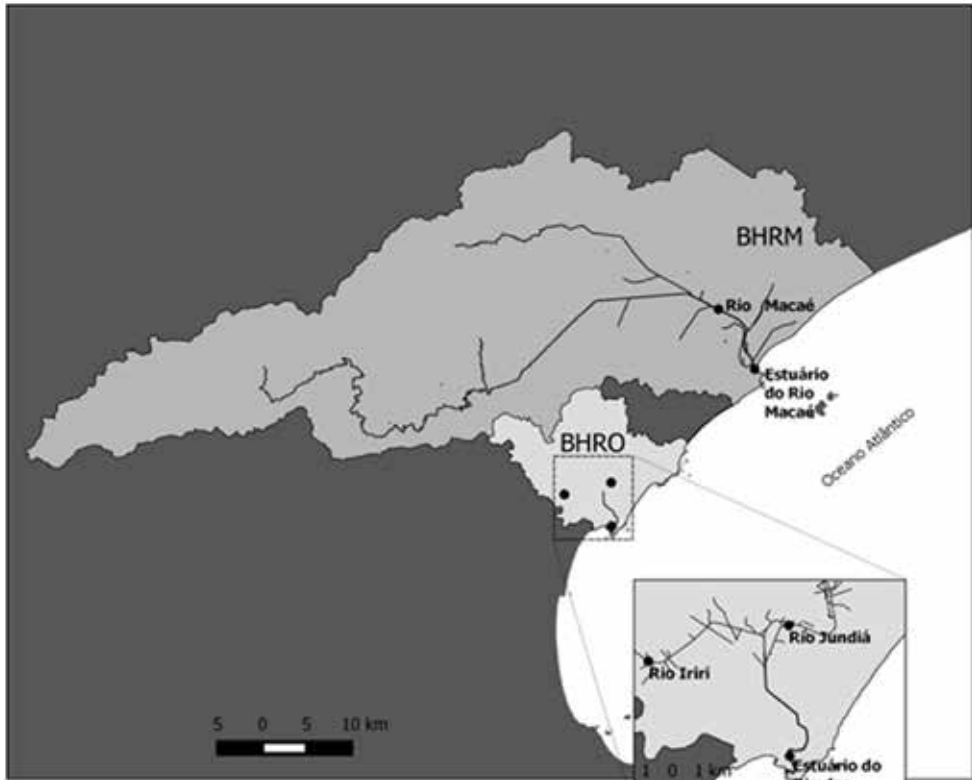 BHRM
Rio Macaé
Estuário
do Rio
Macaé
Oceano Atlântico
BHRO
Rio Jundiá
Rio Iriri
5 0 5 10 km
1 0 1 km
Estuário do